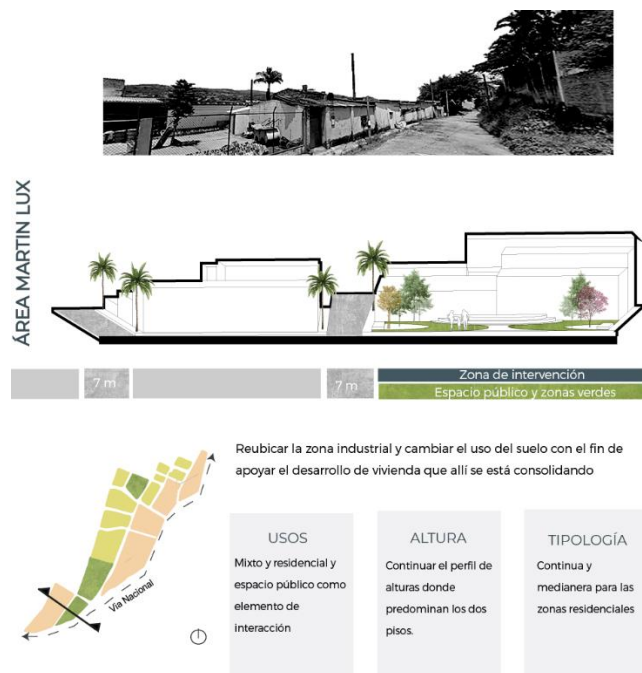 ÁREA MARTIN LUX
7 m
7 m
Zona de intervención
Espacio público y zonas verdes
Reubicar la zona industrial y cambiar el uso del suelo con el fin de
apoyar el desarrollo de vivienda que allí se está consolidando
Vía Nacional
USOS
Mixto y residencial y
espacio público como
elemento de
interacción
ALTURA
Continuar el perfil de
alturas donde
predominan los dos
pisos.
TIPOLOGÍA
Continua y
medianera para las
zonas residenciales